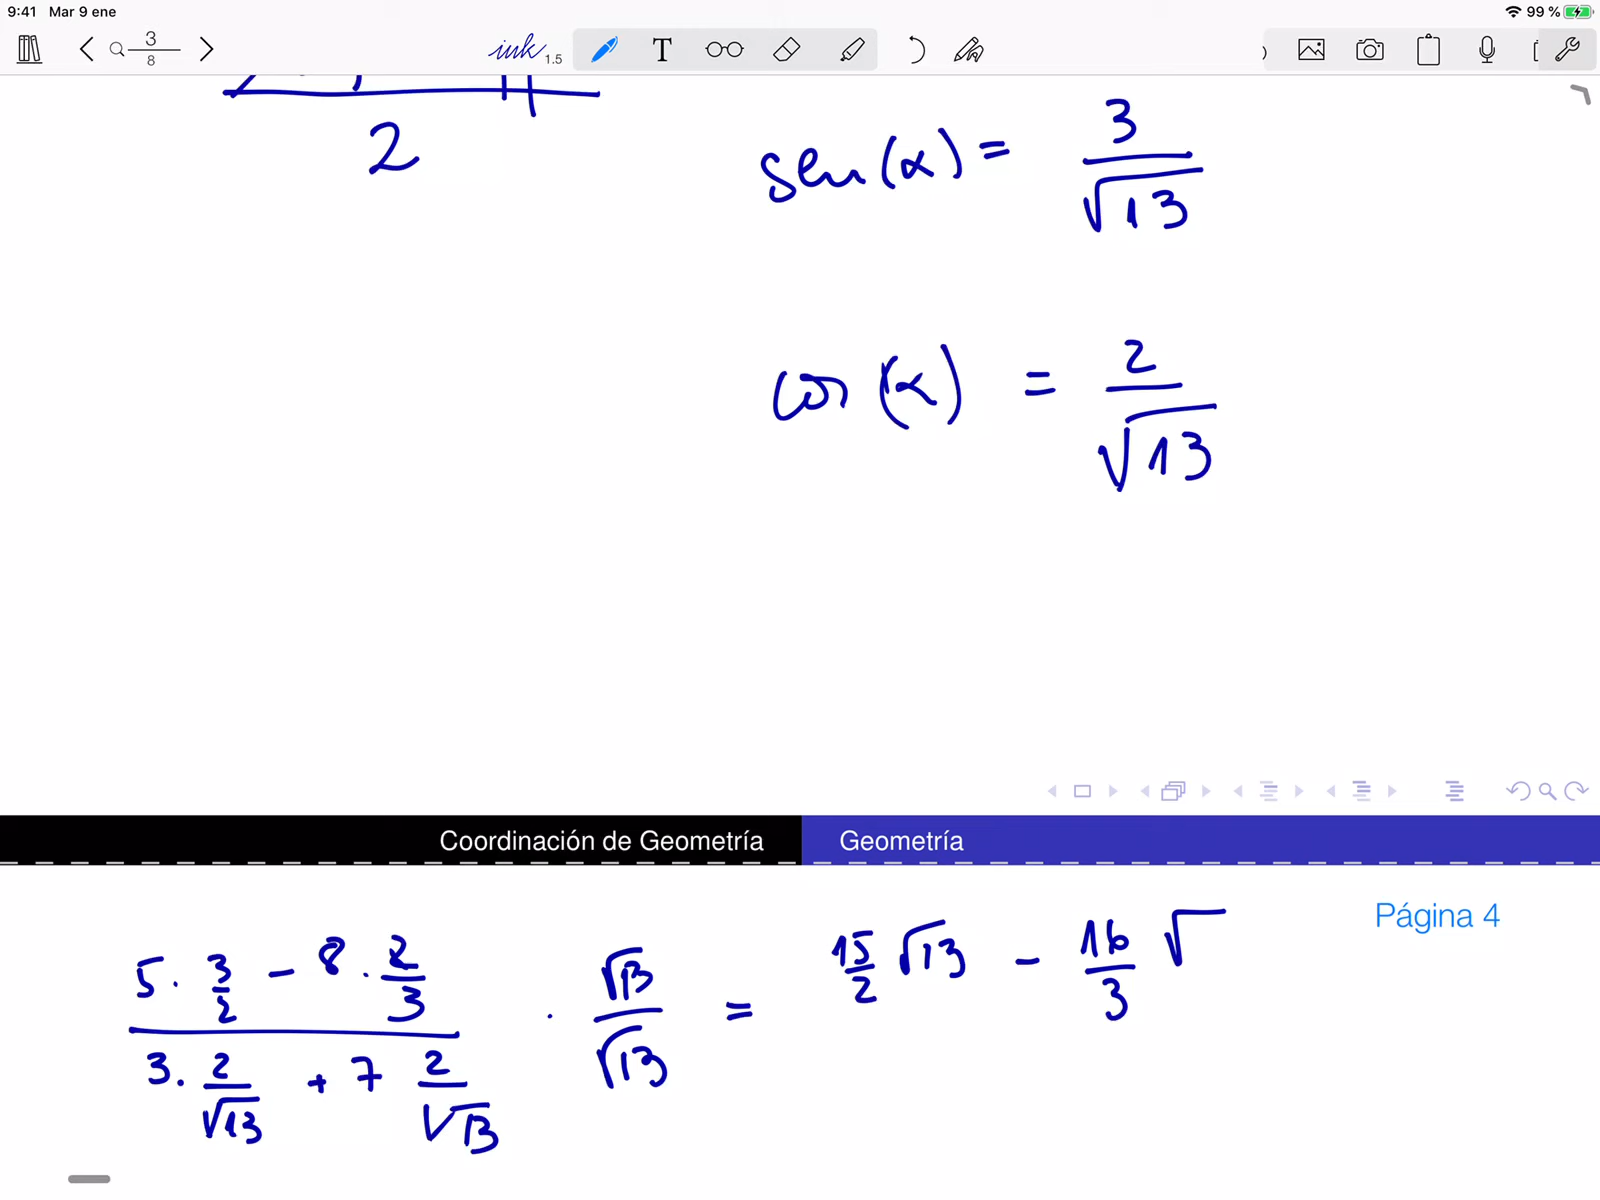 9:41 Mar 9 ene 99 %
3
8
ink 1.5 T
2
sen(α) = 3/√13
cos(α) = 2/√13
Coordinación de Geometría Geometría
Página 4
(5 · 3/2 − 8 · 2/3)/(3 · 2/√13 + 7 2/√13) · √13/√13 = 15/2 √13 − 16/3 √